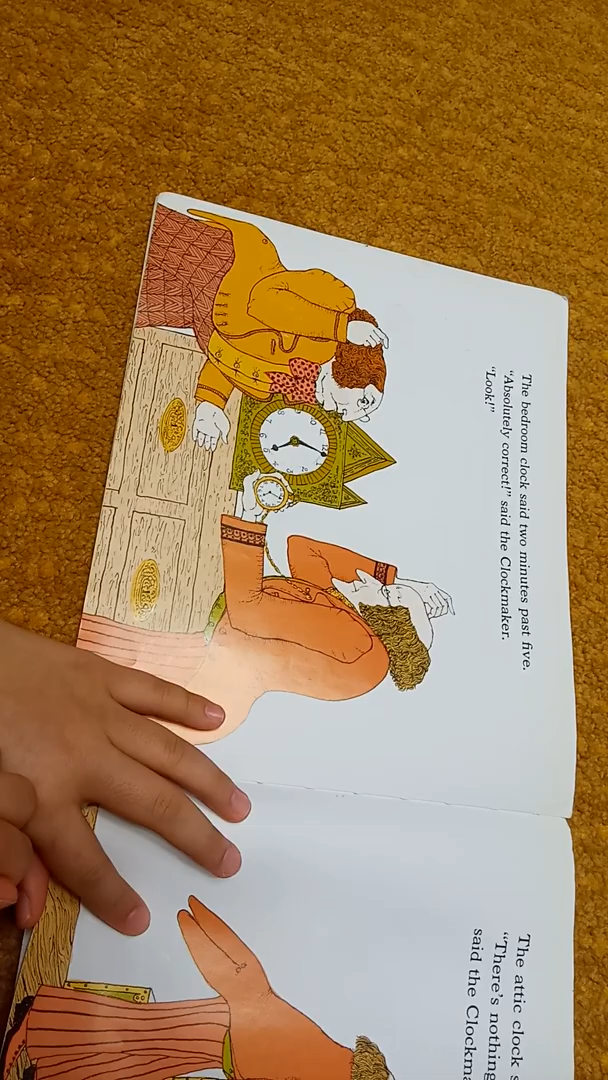 The bedroom clock said two minutes past five.
“Absolutely correct!” said the Clockmaker.
“Look!”
The attic clock
“There's nothing
said the